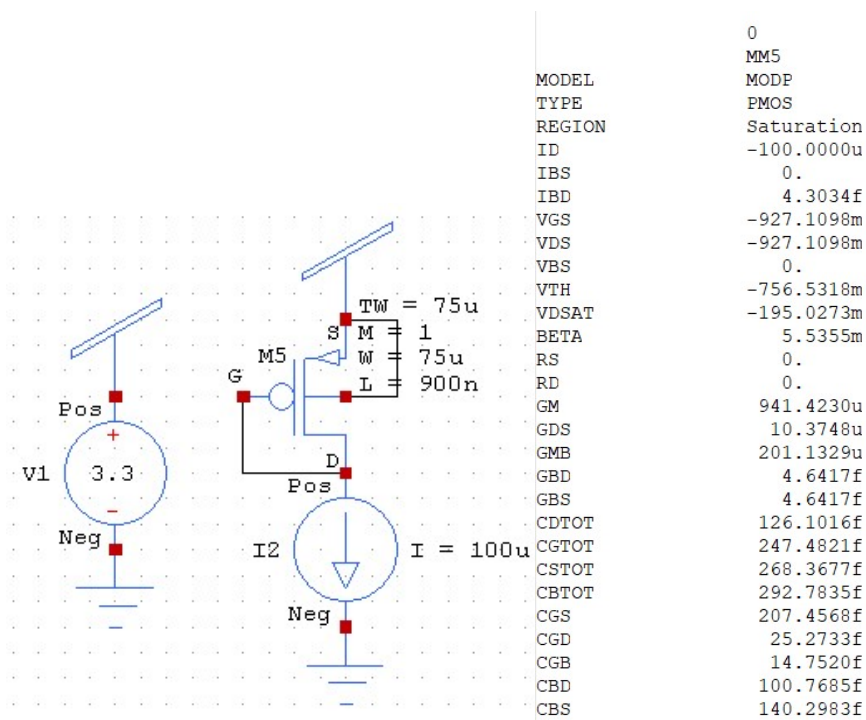 TW = 75u
S M = 1
M5 W = 75u
G L = 900n
Pos
+
V1 3.3
-
Neg
D
Pos
I2 I = 100u
Neg
0
MM5
MODEL MODP
TYPE PMOS
REGION Saturation
ID -100.0000u
IBS 0.
IBD 4.3034f
VGS -927.1098m
VDS -927.1098m
VBS 0.
VTH -756.5318m
VDSAT -195.0273m
BETA 5.5355m
RS 0.
RD 0.
GM 941.4230u
GDS 10.3748u
GMB 201.1329u
GBD 4.6417f
GBS 4.6417f
CDTOT 126.1016f
CGTOT 247.4821f
CSTOT 268.3677f
CBTOT 292.7835f
CGS 207.4568f
CGD 25.2733f
CGB 14.7520f
CBD 100.7685f
CBS 140.2983f